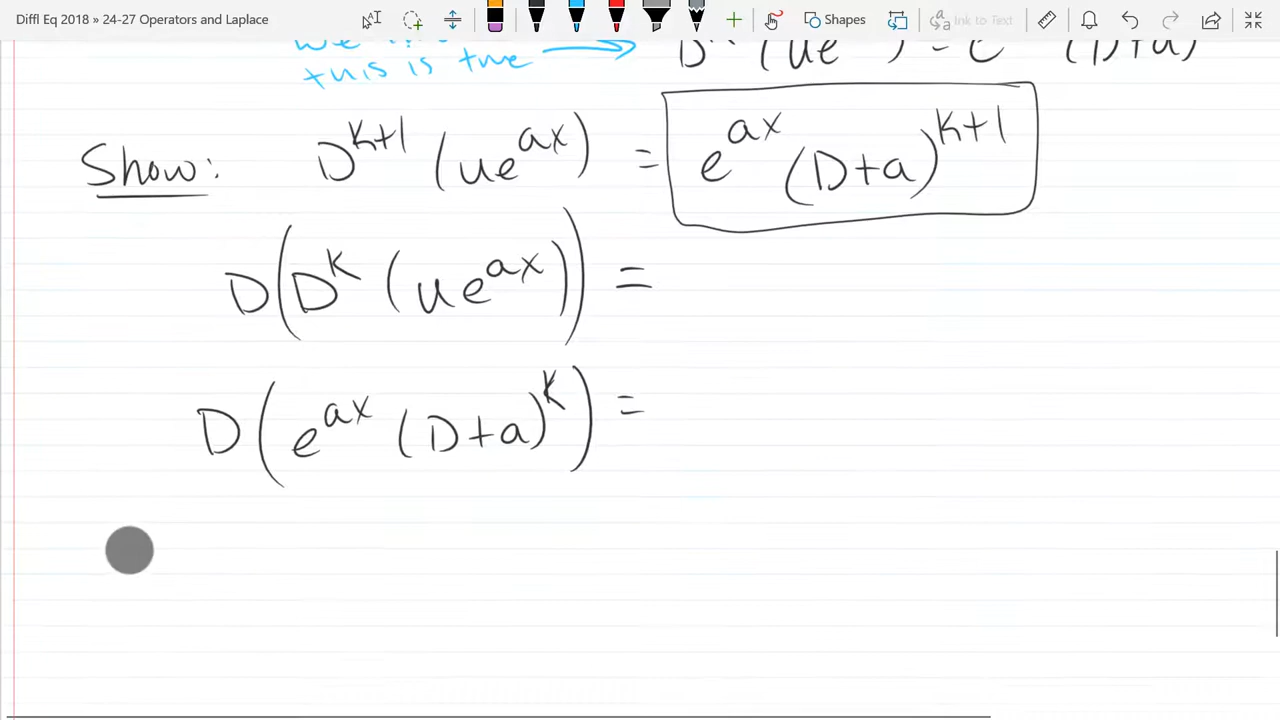 Diffl Eq 2018 » 24-27 Operators and Laplace
Shapes
Ink to Text
this is true
Show: D^{k+1} (ue^{ax}) = e^{ax} (D+a)^{k+1}
D(D^k (ue^{ax})) =
D(e^{ax} (D+a)^k) =